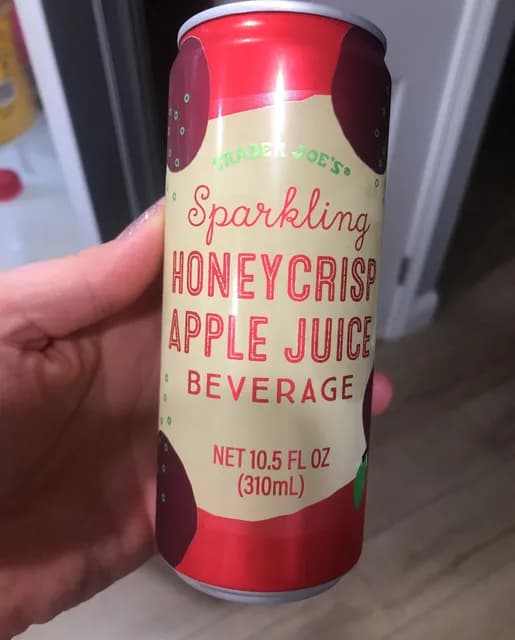 TRADER JOE'S®
Sparkling
HONEYCRISP
APPLE JUICE
BEVERAGE
NET 10.5 FL OZ
(310mL)